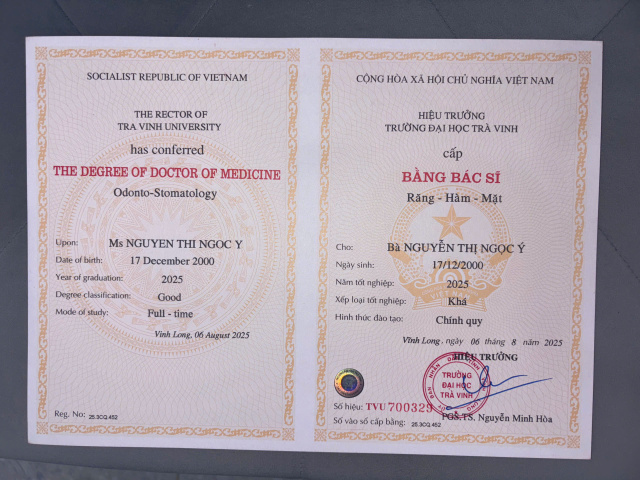 SOCIALIST REPUBLIC OF VIETNAM
THE RECTOR OF
TRA VINH UNIVERSITY
has conferred
THE DEGREE OF DOCTOR OF MEDICINE
Odonto-Stomatology
Upon: Ms NGUYEN THI NGOC Y
Date of birth: 17 December 2000
Year of graduation: 2025
Degree classification: Good
Mode of study: Full - time
Vinh Long, 06 August 2025
Reg. No: 25.3CQ.452
CỘNG HÒA XÃ HỘI CHỦ NGHĨA VIỆT NAM
HIỆU TRƯỞNG
TRƯỜNG ĐẠI HỌC TRÀ VINH
cấp
BẰNG BÁC SĨ
Răng - Hàm - Mặt
VIỆT NAM
Cho: Bà NGUYỄN THỊ NGỌC Ý
Ngày sinh: 17/12/2000
Năm tốt nghiệp: 2025
Xếp loại tốt nghiệp: Khá
Hình thức đào tạo: Chính quy
Vĩnh Long, ngày 06 tháng 8 năm 2025
HIỆU TRƯỞNG
TRƯỜNG
ĐẠI HỌC
TRÀ VINH
Số hiệu: TVU 700329
PGS.TS. Nguyễn Minh Hòa
Số vào sổ cấp bằng: 25.3CQ.452